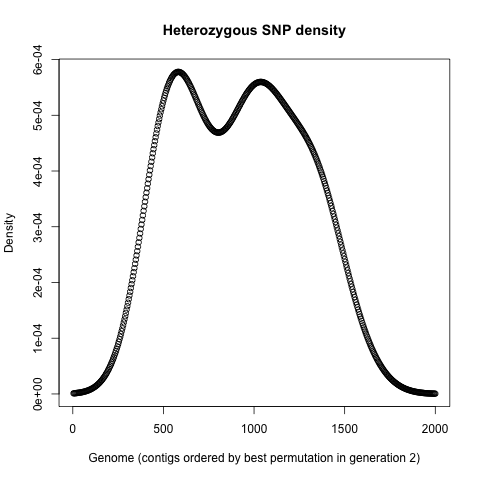 Heterozygous SNP density
Density
6e-04
5e-04
4e-04
3e-04
2e-04
1e-04
0e+00
0 500 1000 1500 2000
Genome (contigs ordered by best permutation in generation 2)